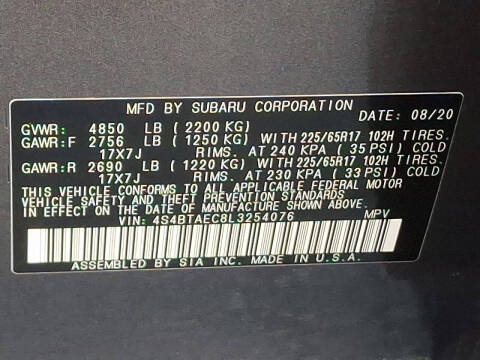 MFD BY SUBARU CORPORATION DATE: 08/20
GVWR: 4850 LB (2200 KG)
GAWR:F 2756 LB (1250 KG) WITH 225/65R17 102H TIRES.
17X7J RIMS. AT 240 KPA (35 PSI) COLD
GAWR:R 2690 LB (1220 KG) WITH 225/65R17 102H TIRES.
17X7J RIMS. AT 230 KPA (33 PSI) COLD
THIS VEHICLE CONFORMS TO ALL APPLICABLE FEDERAL MOTOR
VEHICLE SAFETY AND THEFT PREVENTION STANDARDS
IN EFFECT ON THE DATE OF MANUFACTURE
SHOWN ABOVE.
VIN: 4S4BTAEC8L3254076 MPV
ASSEMBLED BY SIA INC. MADE IN U.S.A.